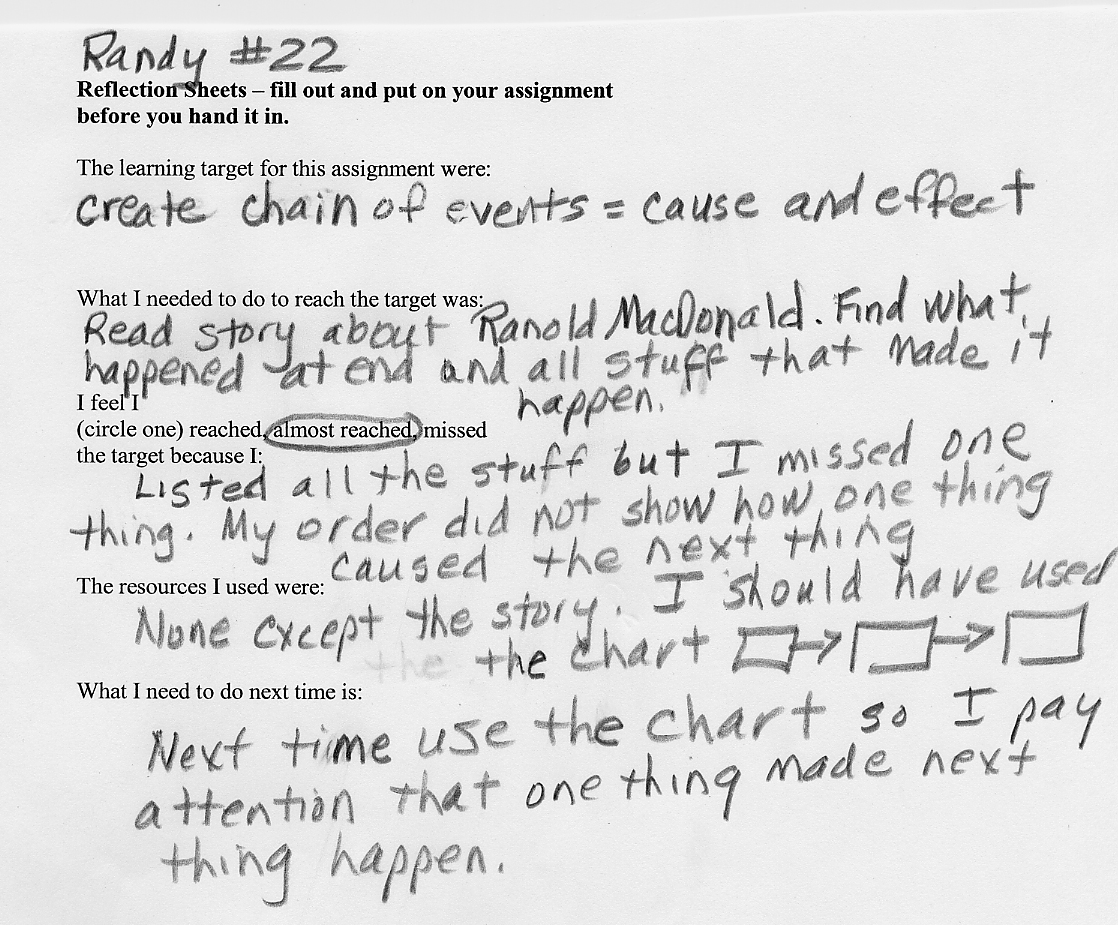 Randy #22
Reflection Sheets – fill out and put on your assignment
before you hand it in.
The learning target for this assignment were:
create chain of events = cause and effect
What I needed to do to reach the target was:
Read story about Ranold MacDonald. Find what
happened at end and all stuff that made it
happen.
I feel I
(circle one) reached, almost reached, missed
the target because I:
Listed all the stuff but I missed one
thing. My order did not show how one thing
caused the next thing
The resources I used were:
None except the story. I should have used
the the chart
What I need to do next time is:
Next time use the chart so I pay
attention that one thing made next
thing happen.